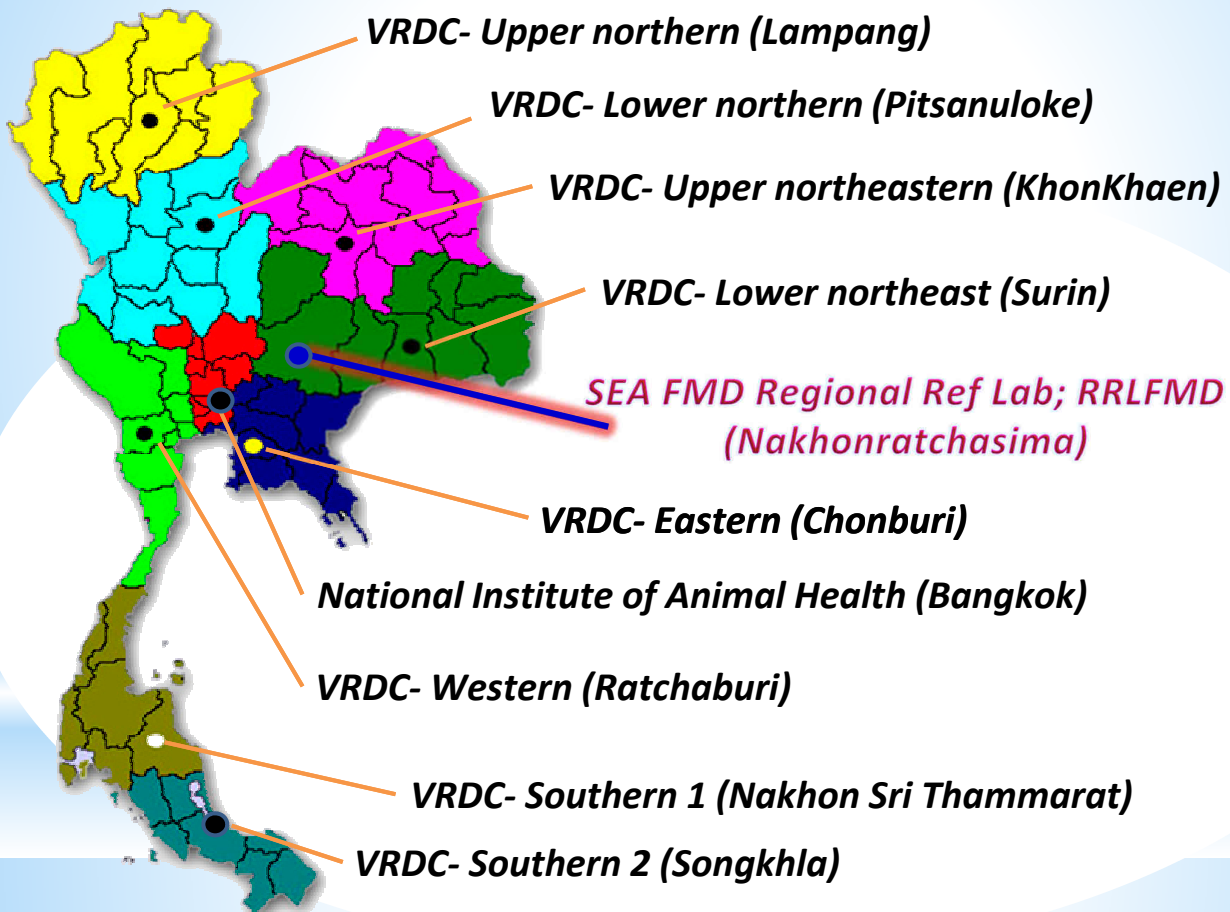 VRDC- Upper northern (Lampang)
VRDC- Lower northern (Pitsanuloke)
VRDC- Upper northeastern (KhonKhaen)
VRDC- Lower northeast (Surin)
SEA FMD Regional Ref Lab; RRLFMD
(Nakhonratchasima)
VRDC- Eastern (Chonburi)
National Institute of Animal Health (Bangkok)
VRDC- Western (Ratchaburi)
VRDC- Southern 1 (Nakhon Sri Thammarat)
VRDC- Southern 2 (Songkhla)